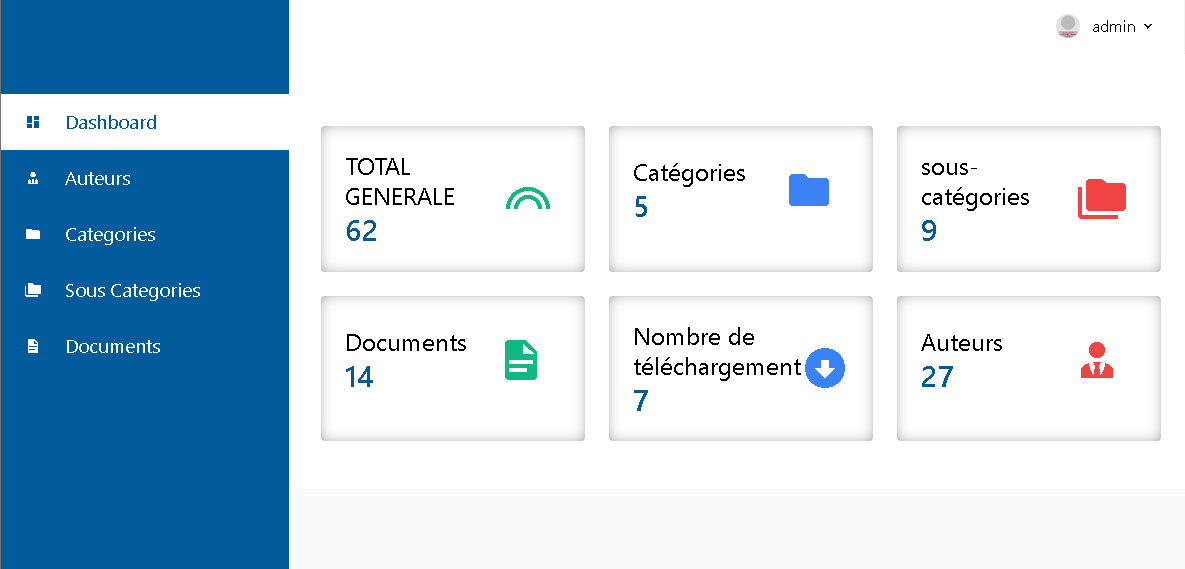 admin
Dashboard
Auteurs
Categories
Sous Categories
Documents
TOTAL
GENERALE
62
Catégories
5
sous-
catégories
9
Documents
14
Nombre de
téléchargement
7
Auteurs
27